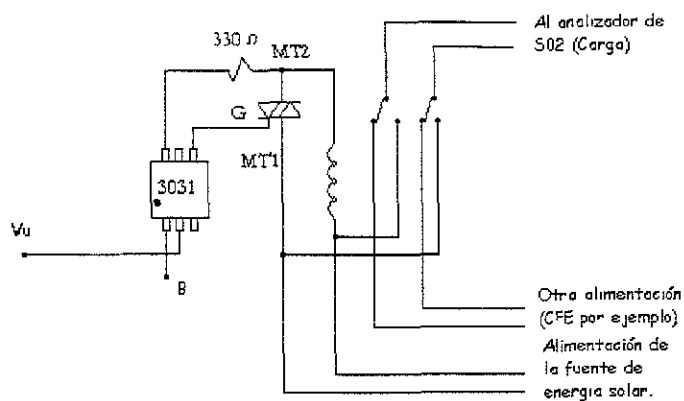 Al analizador de
S02 (Carga)
330 Ω
MT2
G
MT1
3031
Vu
B
Otra alimentación
(CFE por ejemplo)
Alimentación de
la fuente de
energia solar.